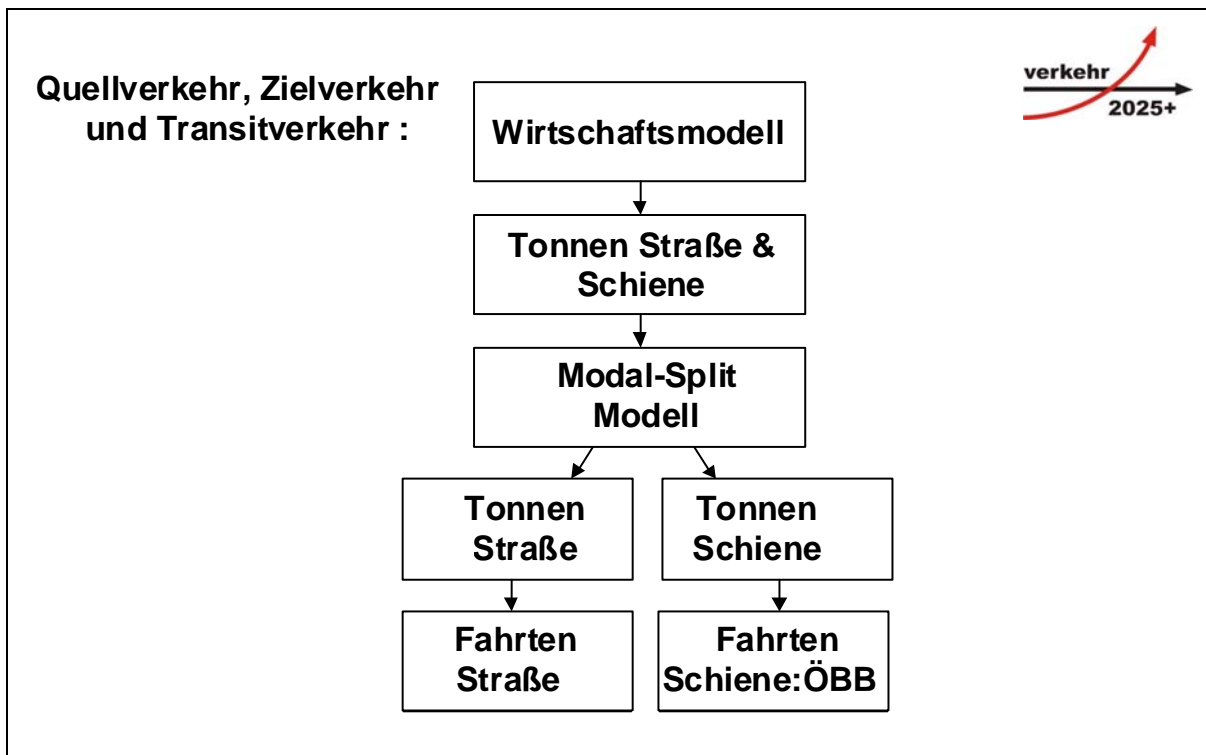 Quellverkehr, Zielverkehr
und Transitverkehr :
verkehr
2025+
Wirtschaftsmodell
Tonnen Straße &
Schiene
Modal-Split
Modell
Tonnen
Straße
Tonnen
Schiene
Fahrten
Straße
Fahrten
Schiene:ÖBB